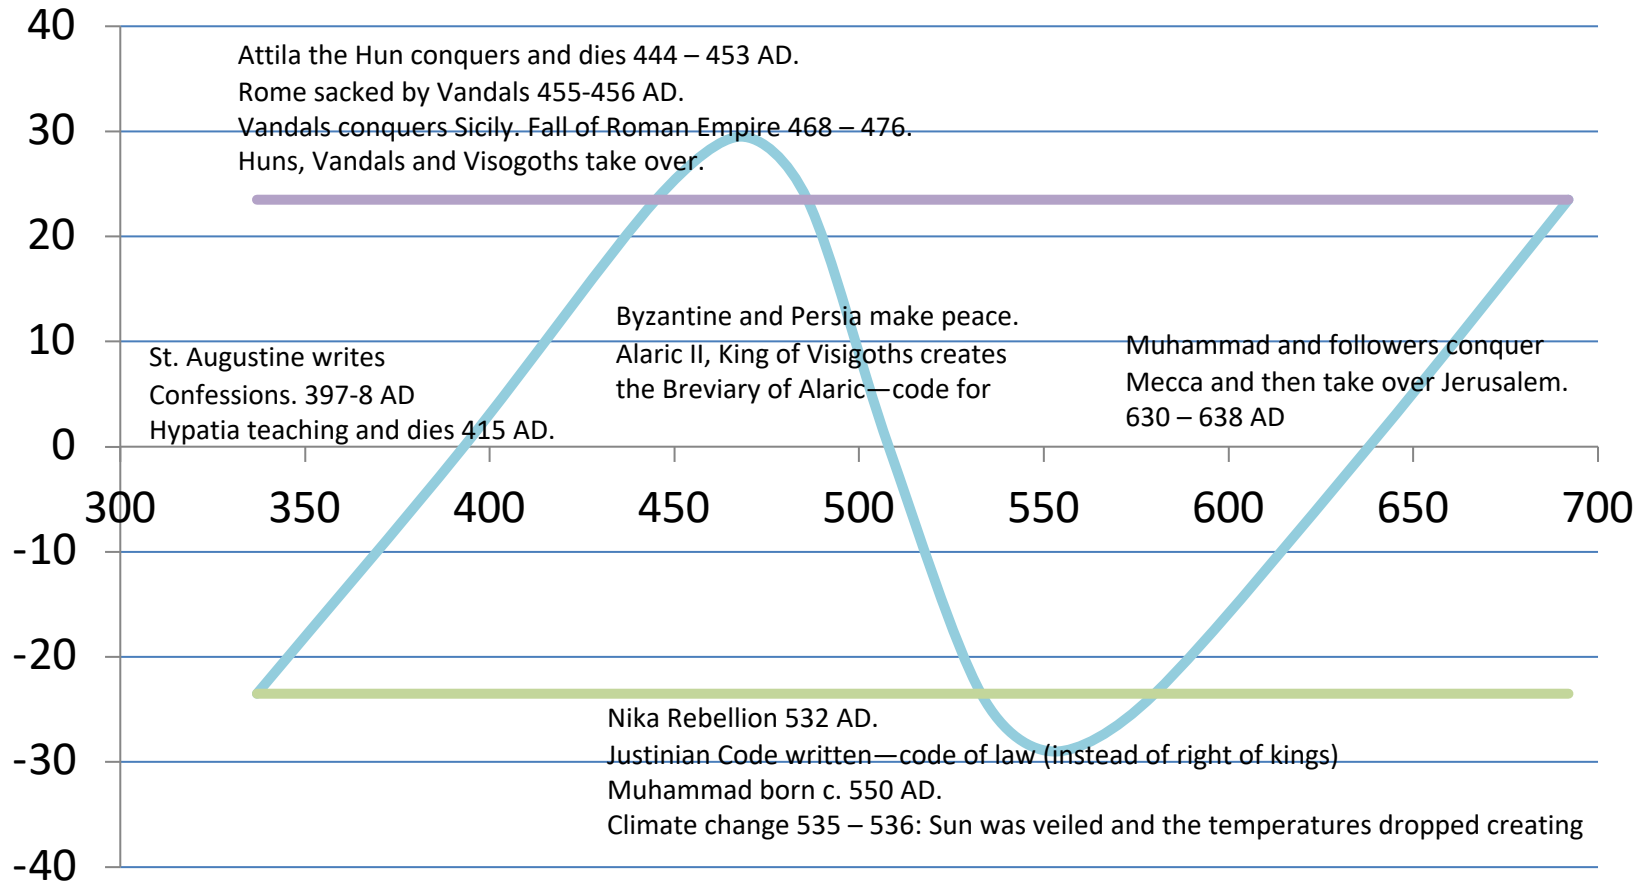 40
Attila the Hun conquers and dies 444 – 453 AD.
Rome sacked by Vandals 455-456 AD.
30
Vandals conquers Sicily. Fall of Roman Empire 468 – 476.
Huns, Vandals and Visogoths take over.
20
10
Byzantine and Persia make peace.
Alaric II, King of Visigoths creates
the Breviary of Alaric—code for
Muhammad and followers conquer
Mecca and then take over Jerusalem.
630 – 638 AD
St. Augustine writes
Confessions. 397-8 AD
Hypatia teaching and dies 415 AD.
0
300 350 400 450 500 550 600 650 700
-10
-20
Nika Rebellion 532 AD.
-30
Justinian Code written—code of law (instead of right of kings)
Muhammad born c. 550 AD.
Climate change 535 – 536: Sun was veiled and the temperatures dropped creating
-40